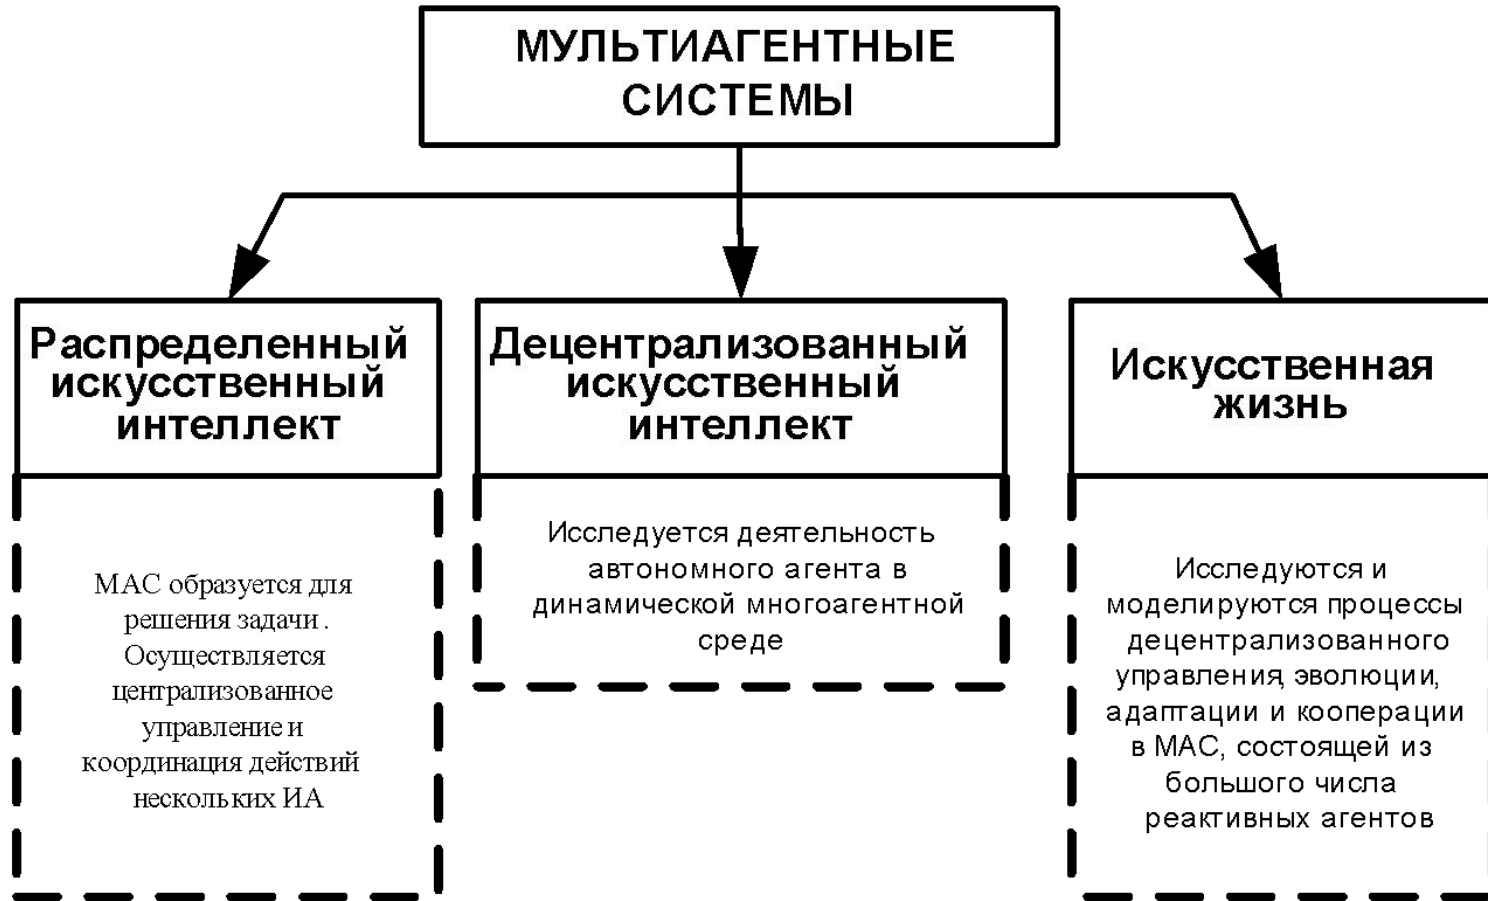 МУЛЬТИАГЕНТНЫЕ
СИСТЕМЫ
Распределенный
искусственный
интеллект
Децентрализованный
искусственный
интеллект
Искусственная
жизнь
МАС образуется для
решения задачи .
Осуществляется
централизованное
управление и
координация действий
нескольких ИА
Исследуется деятельность
автономного агента в
динамической многоагентной
среде
Исследуются и
моделируются процессы
децентрализованного
управления, эволюции,
адаптации и кооперации
в МАС, состоящей из
большого числа
реактивных агентов